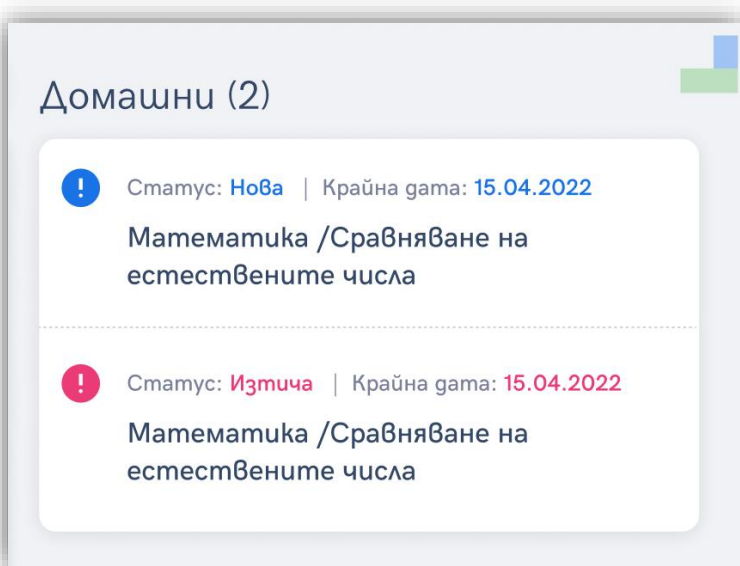 Домашни (2)
Статус: Нова | Крайна дата: 15.04.2022
Математика /Сравняване на
естествените числа
Статус: Изтича | Крайна дата: 15.04.2022
Математика /Сравняване на
естествените числа